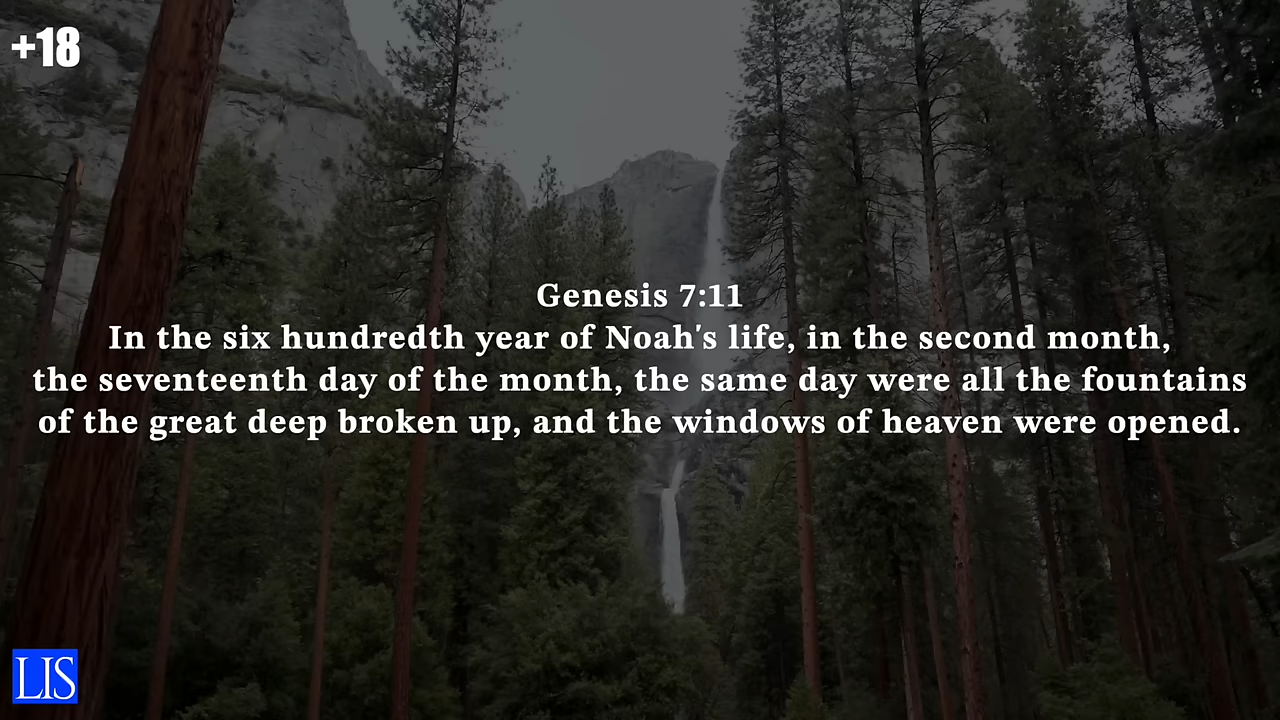 +18
Genesis 7:11
In the six hundredth year of Noah's life, in the second month,
the seventeenth day of the month, the same day were all the fountains
of the great deep broken up, and the windows of heaven were opened.
LIS